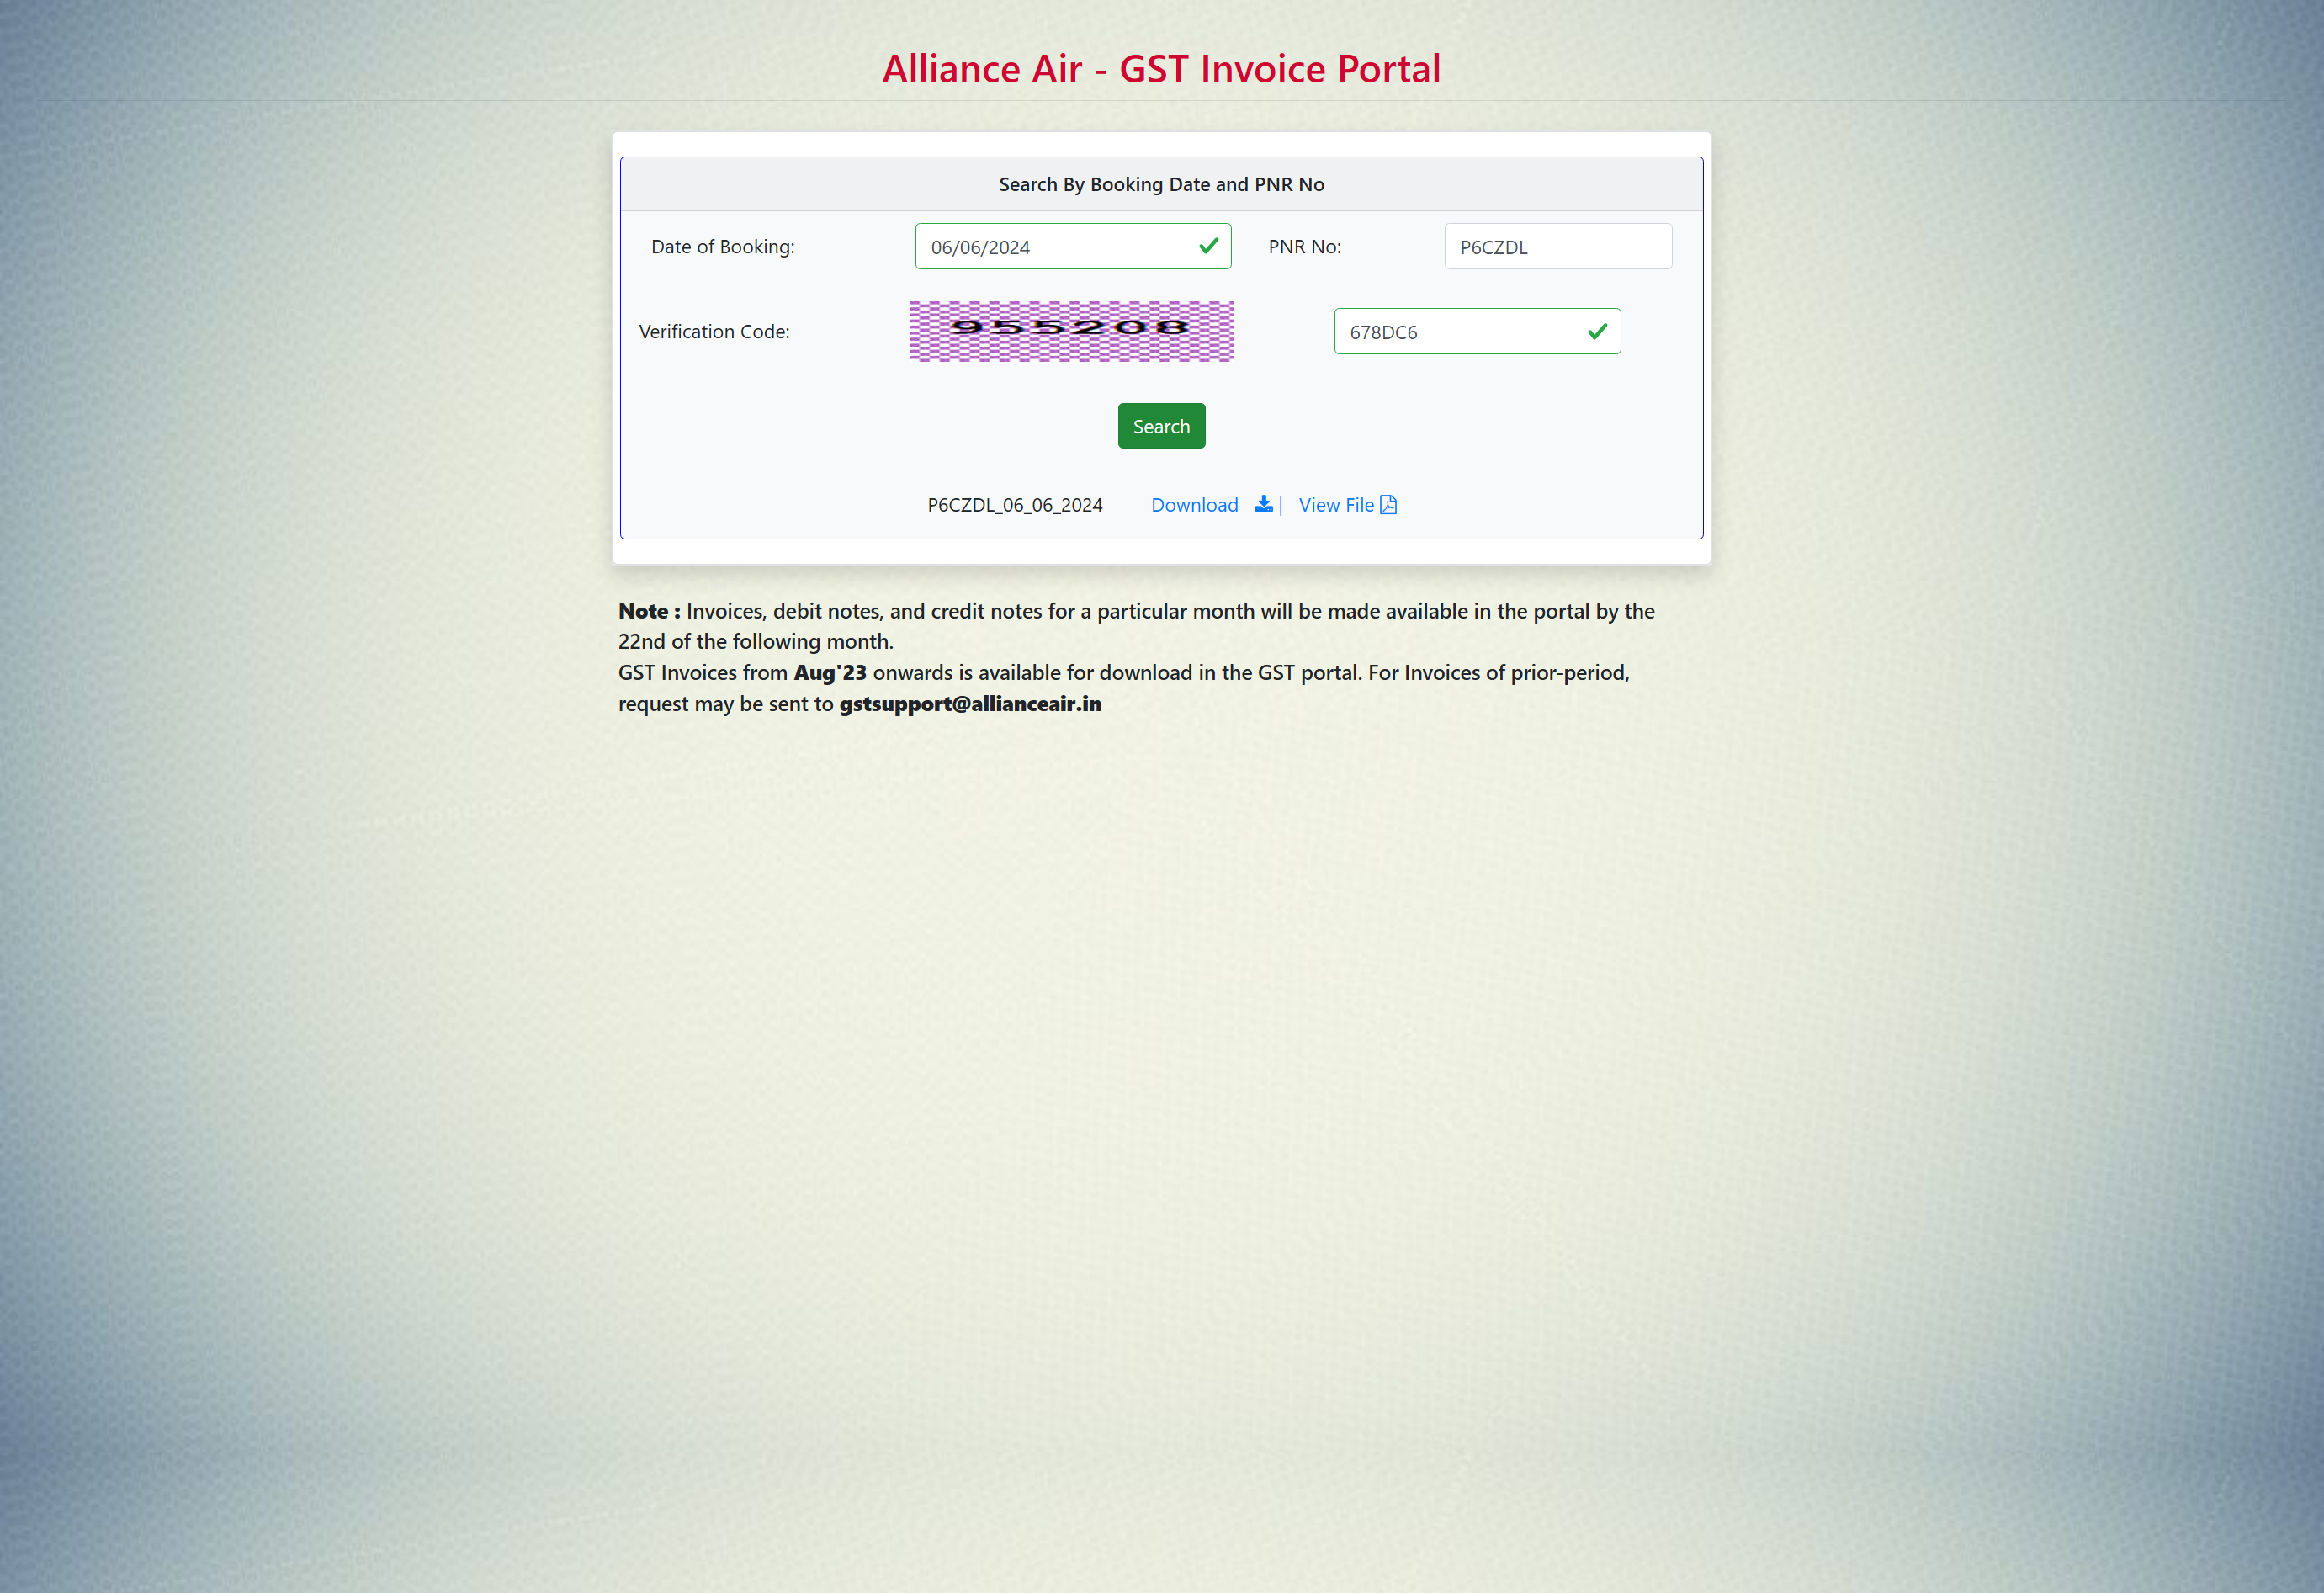 Alliance Air - GST Invoice Portal
Search By Booking Date and PNR No
Date of Booking: 06/06/2024 PNR No: P6CZDL
Verification Code: 955208 678DC6
Search
P6CZDL_06_06_2024 Download | View File
Note : Invoices, debit notes, and credit notes for a particular month will be made available in the portal by the
22nd of the following month.
GST Invoices from Aug'23 onwards is available for download in the GST portal. For Invoices of prior-period,
request may be sent to gstsupport@allianceair.in